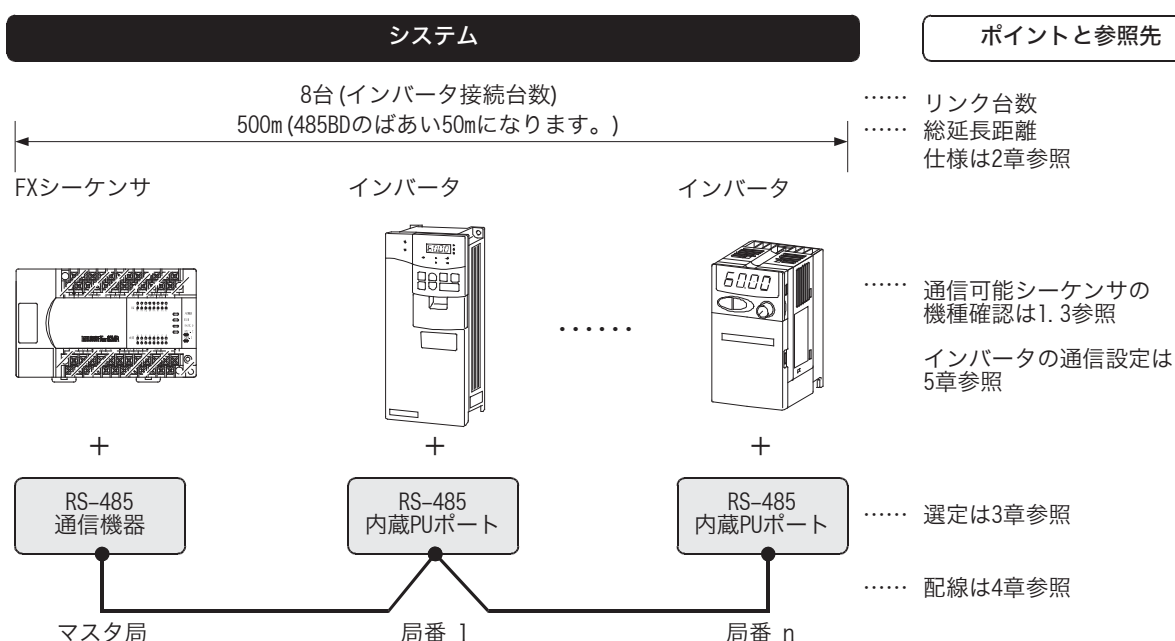 システム
ポイントと参照先
8台(インバータ接続台数)
500m(485BDのばあい50mになります。)
…… リンク台数
…… 総延長距離
仕様は2章参照
FXシーケンサ
インバータ
インバータ
60.00
60.00
……
…… 通信可能シーケンサの
機種確認は1.3参照
インバータの通信設定は
5章参照
+
+
+
RS-485
通信機器
RS-485
内蔵PUポート
RS-485
内蔵PUポート
…… 選定は3章参照
…… 配線は4章参照
マスタ局
局番 1
局番 n